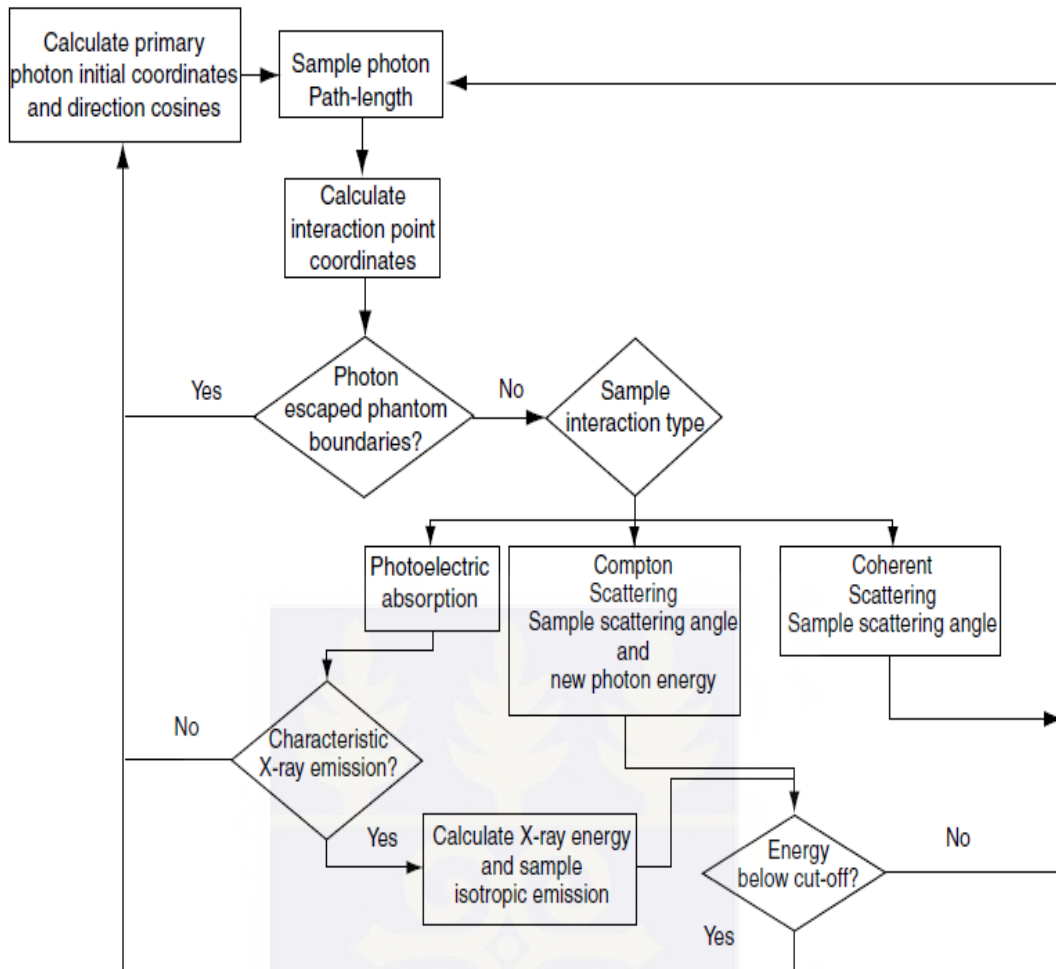 Calculate primary
photon initial coordinates
and direction cosines
Sample photon
Path-length
Calculate
interaction point
coordinates
Yes
Photon
escaped phantom
boundaries?
No
Sample
interaction type
Photoelectric
absorption
Compton
Scattering
Sample scattering angle
and
new photon energy
Coherent
Scattering
Sample scattering angle
No
Characteristic
X-ray emission?
Yes
Calculate X-ray energy
and sample
isotropic emission
Energy
below cut-off?
No
Yes